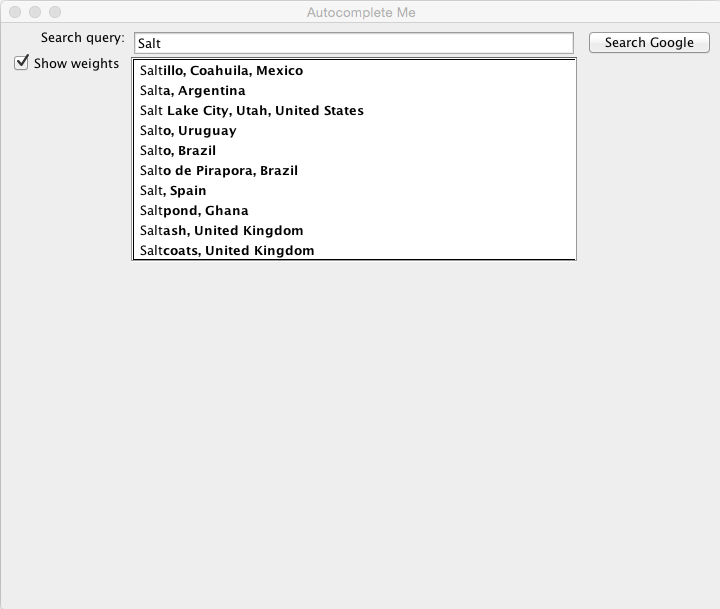 Autocomplete Me
Search query: Salt Search Google
Show weights
Saltillo, Coahuila, Mexico
Salta, Argentina
Salt Lake City, Utah, United States
Salto, Uruguay
Salto, Brazil
Salto de Pirapora, Brazil
Salt, Spain
Saltpond, Ghana
Saltash, United Kingdom
Saltcoats, United Kingdom